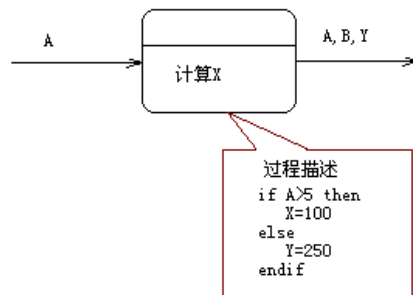 A
A, B, Y
计算X
过程描述
if A>5 then
X=100
else
Y=250
endif